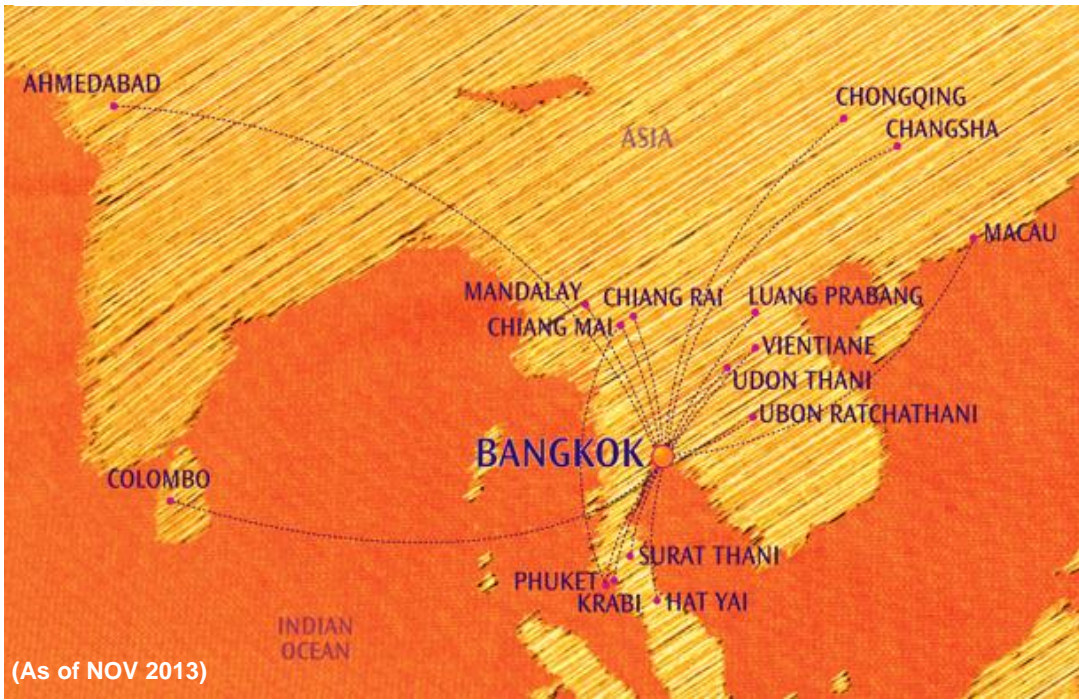 AHMEDABAD
CHONGQING
ASIA
CHANGSHA
MACAU
MANDALAY
CHIANG RAI
LUANG PRABANG
CHIANG MAI
VIENTIANE
UDON THANI
UBON RATCHATHANI
BANGKOK
COLOMBO
SURAT THANI
PHUKET
KRABI
HAT YAI
INDIAN
OCEAN
(As of NOV 2013)